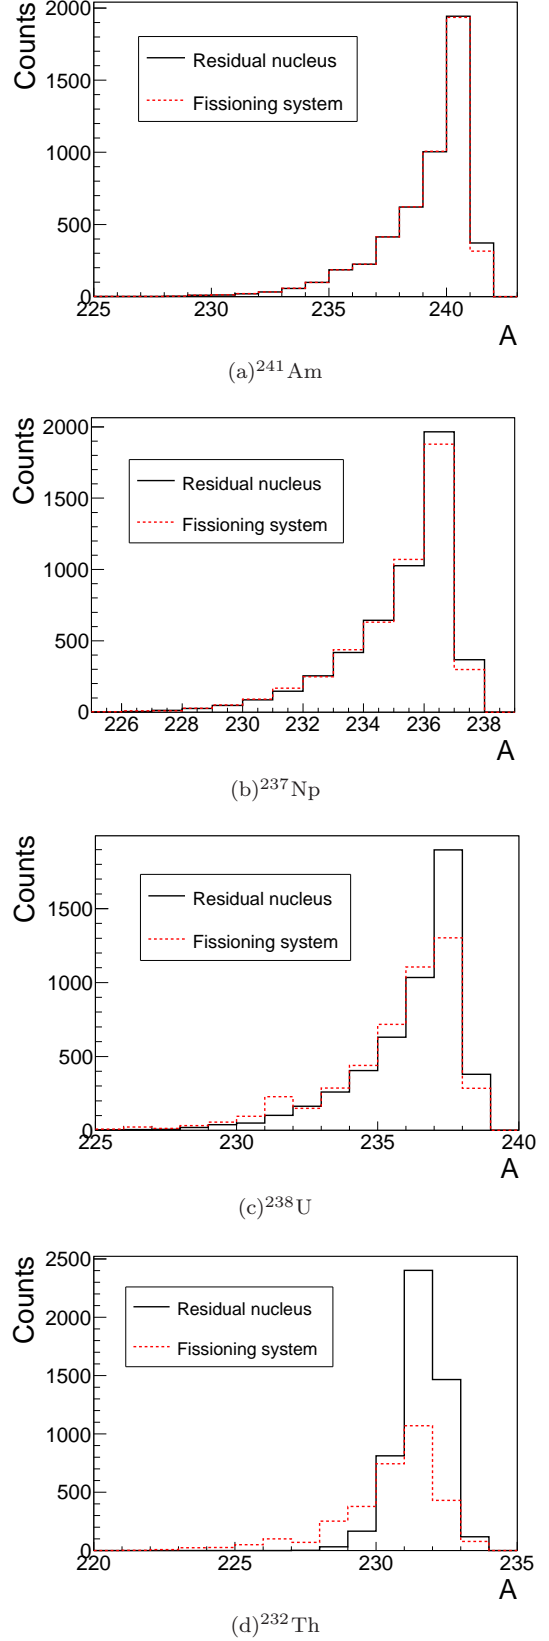 Counts
2000
1500
1000
500
0
Residual nucleus
Fissioning system
225 230 235 240
A
(a)²⁴¹Am
Counts
2000
1500
1000
500
0
Residual nucleus
Fissioning system
226 228 230 232 234 236 238
A
(b)²³⁷Np
Counts
1500
1000
500
0
Residual nucleus
Fissioning system
225 230 235 240
A
(c)²³⁸U
Counts
2500
2000
1500
1000
500
0
Residual nucleus
Fissioning system
220 225 230 235
A
(d)²³²Th